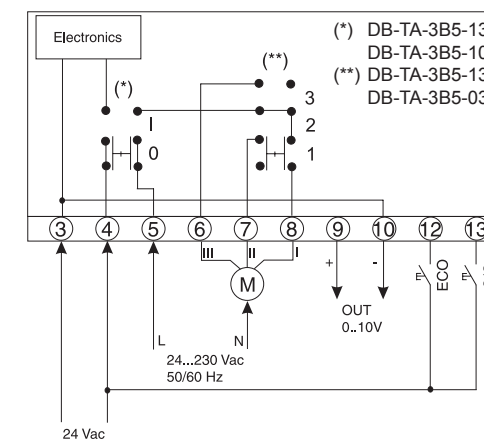 Electronics
(*) DB-TA-3B5-13
DB-TA-3B5-10
(**) DB-TA-3B5-13
DB-TA-3B5-03
(*)
(**)
I
0
3
2
1
3 4 5 6 7 8 9 10 12 13
III II I
M
+ -
OUT
0..10V
ECO
L N
24...230 Vac
50/60 Hz
24 Vac